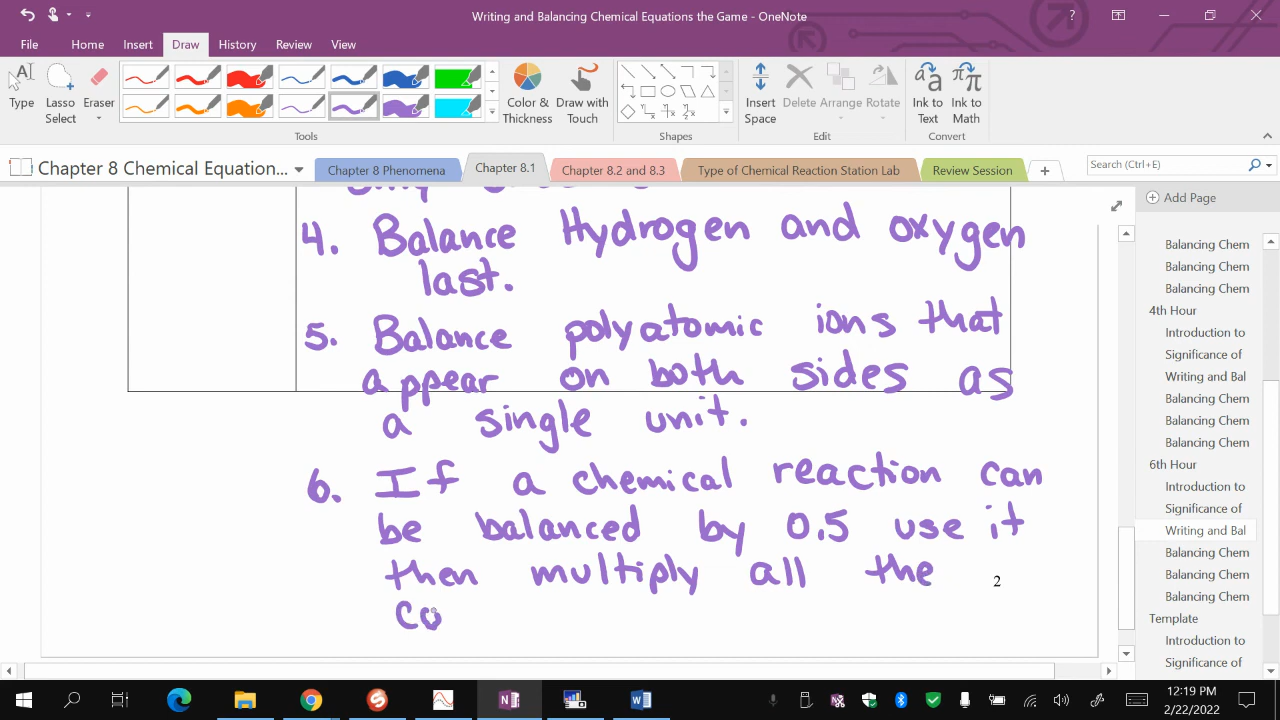 Writing and Balancing Chemical Equations the Game - OneNote
File Home Insert Draw History Review View
Type
Lasso Select
Eraser
Color & Thickness
Draw with Touch
Insert Space
Delete
Arrange
Rotate
Ink to Text
Ink to Math
Tools
Shapes
Edit
Convert
Chapter 8 Chemical Equation...
Chapter 8 Phenomena
Chapter 8.1
Chapter 8.2 and 8.3
Type of Chemical Reaction Station Lab
Review Session
Search (Ctrl+E)
4. Balance Hydrogen and oxygen
last.
5. Balance polyatomic ions that
appear on both sides as
a single unit.
6. If a chemical reaction can
be balanced by 0.5 use it
then multiply all the
co
2
Add Page
Balancing Chem
Balancing Chem
Balancing Chem
4th Hour
Introduction to
Significance of
Writing and Bal
Balancing Chem
Balancing Chem
Balancing Chem
6th Hour
Introduction to
Significance of
Writing and Bal
Balancing Chem
Balancing Chem
Balancing Chem
Template
Introduction to
Significance of
12:19 PM
2/22/2022